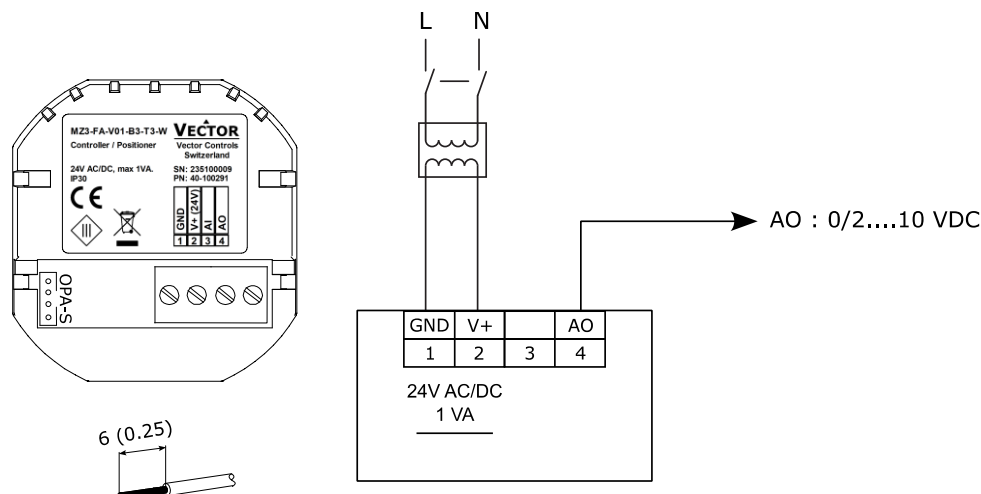 L N
MZ3-FA-V01-B3-T3-W VECTOR
Controller / Positioner Vector Controls
Switzerland
24V AC/DC, max 1VA. SN: 235100009
IP30 PN: 40-100291
CE
III
GND V+ (24V) AI AO
1 2 3 4
OPA-S
AO : 0/2....10 VDC
GND V+ AO
1 2 3 4
24V AC/DC
1 VA
6 (0.25)